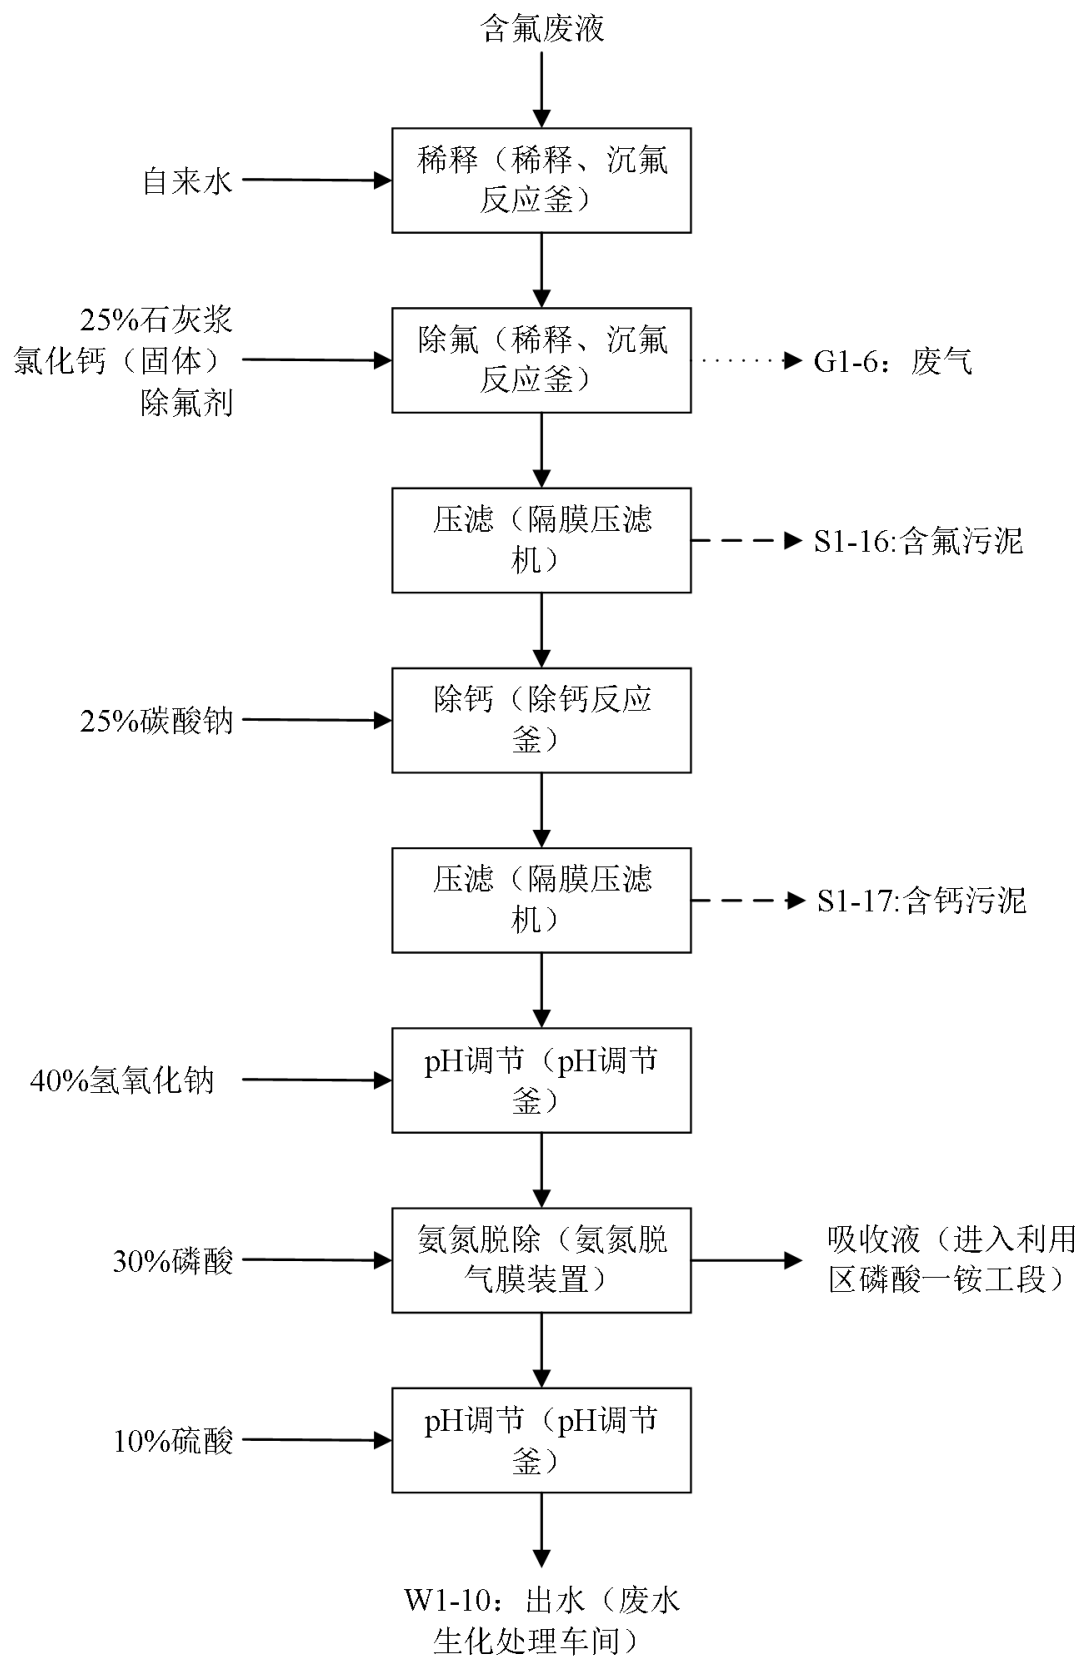 含氟废液
自来水
稀释（稀释、沉氟
反应釜）
25%石灰浆
氯化钙（固体）
除氟剂
除氟（稀释、沉氟
反应釜）
G1-6：废气
压滤（隔膜压滤
机）
S1-16:含氟污泥
25%碳酸钠
除钙（除钙反应
釜）
压滤（隔膜压滤
机）
S1-17:含钙污泥
40%氢氧化钠
pH调节（pH调节
釜）
30%磷酸
氨氮脱除（氨氮脱
气膜装置）
吸收液（进入利用
区磷酸一铵工段）
10%硫酸
pH调节（pH调节
釜）
W1-10：出水（废水
生化处理车间）